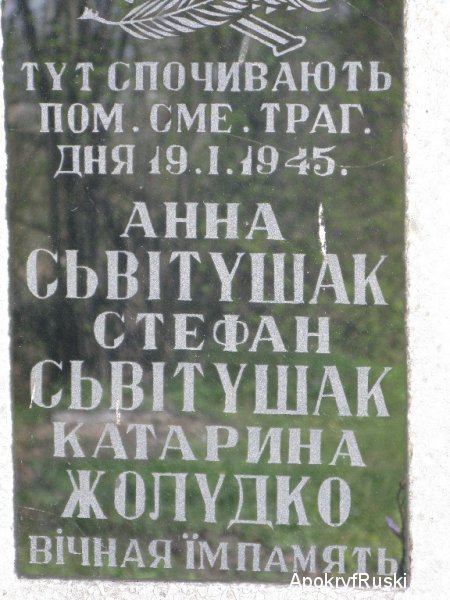 ТУТ СПОЧИВАЮТЬ
ПОМ. СМЕ. ТРАГ.
ДНЯ 19.I.1945.
АННА
СЬВІТУШАК
СТЕФАН
СЬВІТУШАК
КАТАРИНА
ЖОЛУДКО
ВІЧНАЯ ЇМ ПАМЯТЬ
ApokryfRuski